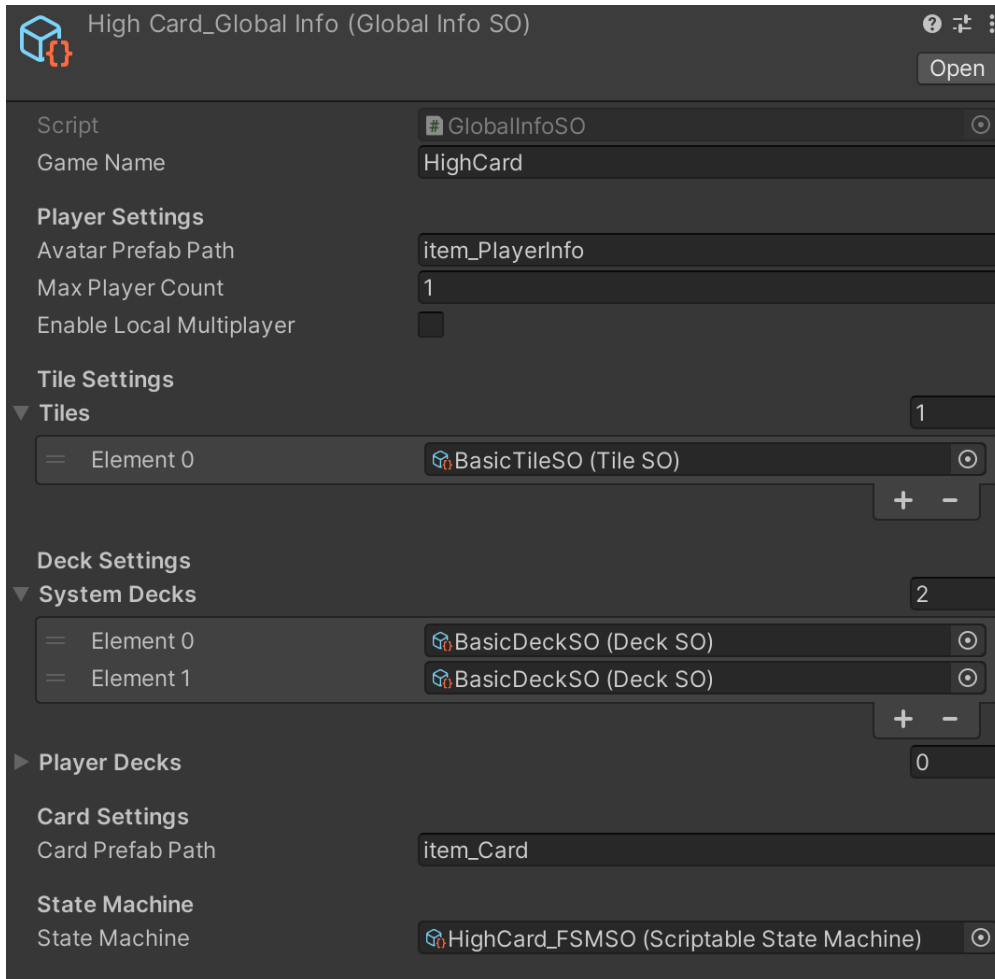 High Card_Global Info (Global Info SO)
Open
Script # GlobalInfoSO
Game Name HighCard
Player Settings
Avatar Prefab Path item_PlayerInfo
Max Player Count 1
Enable Local Multiplayer
Tile Settings
Tiles 1
Element 0 BasicTileSO (Tile SO)
+ −
Deck Settings
System Decks 2
Element 0 BasicDeckSO (Deck SO)
Element 1 BasicDeckSO (Deck SO)
+ −
Player Decks 0
Card Settings
Card Prefab Path item_Card
State Machine
State Machine HighCard_FSMSO (Scriptable State Machine)